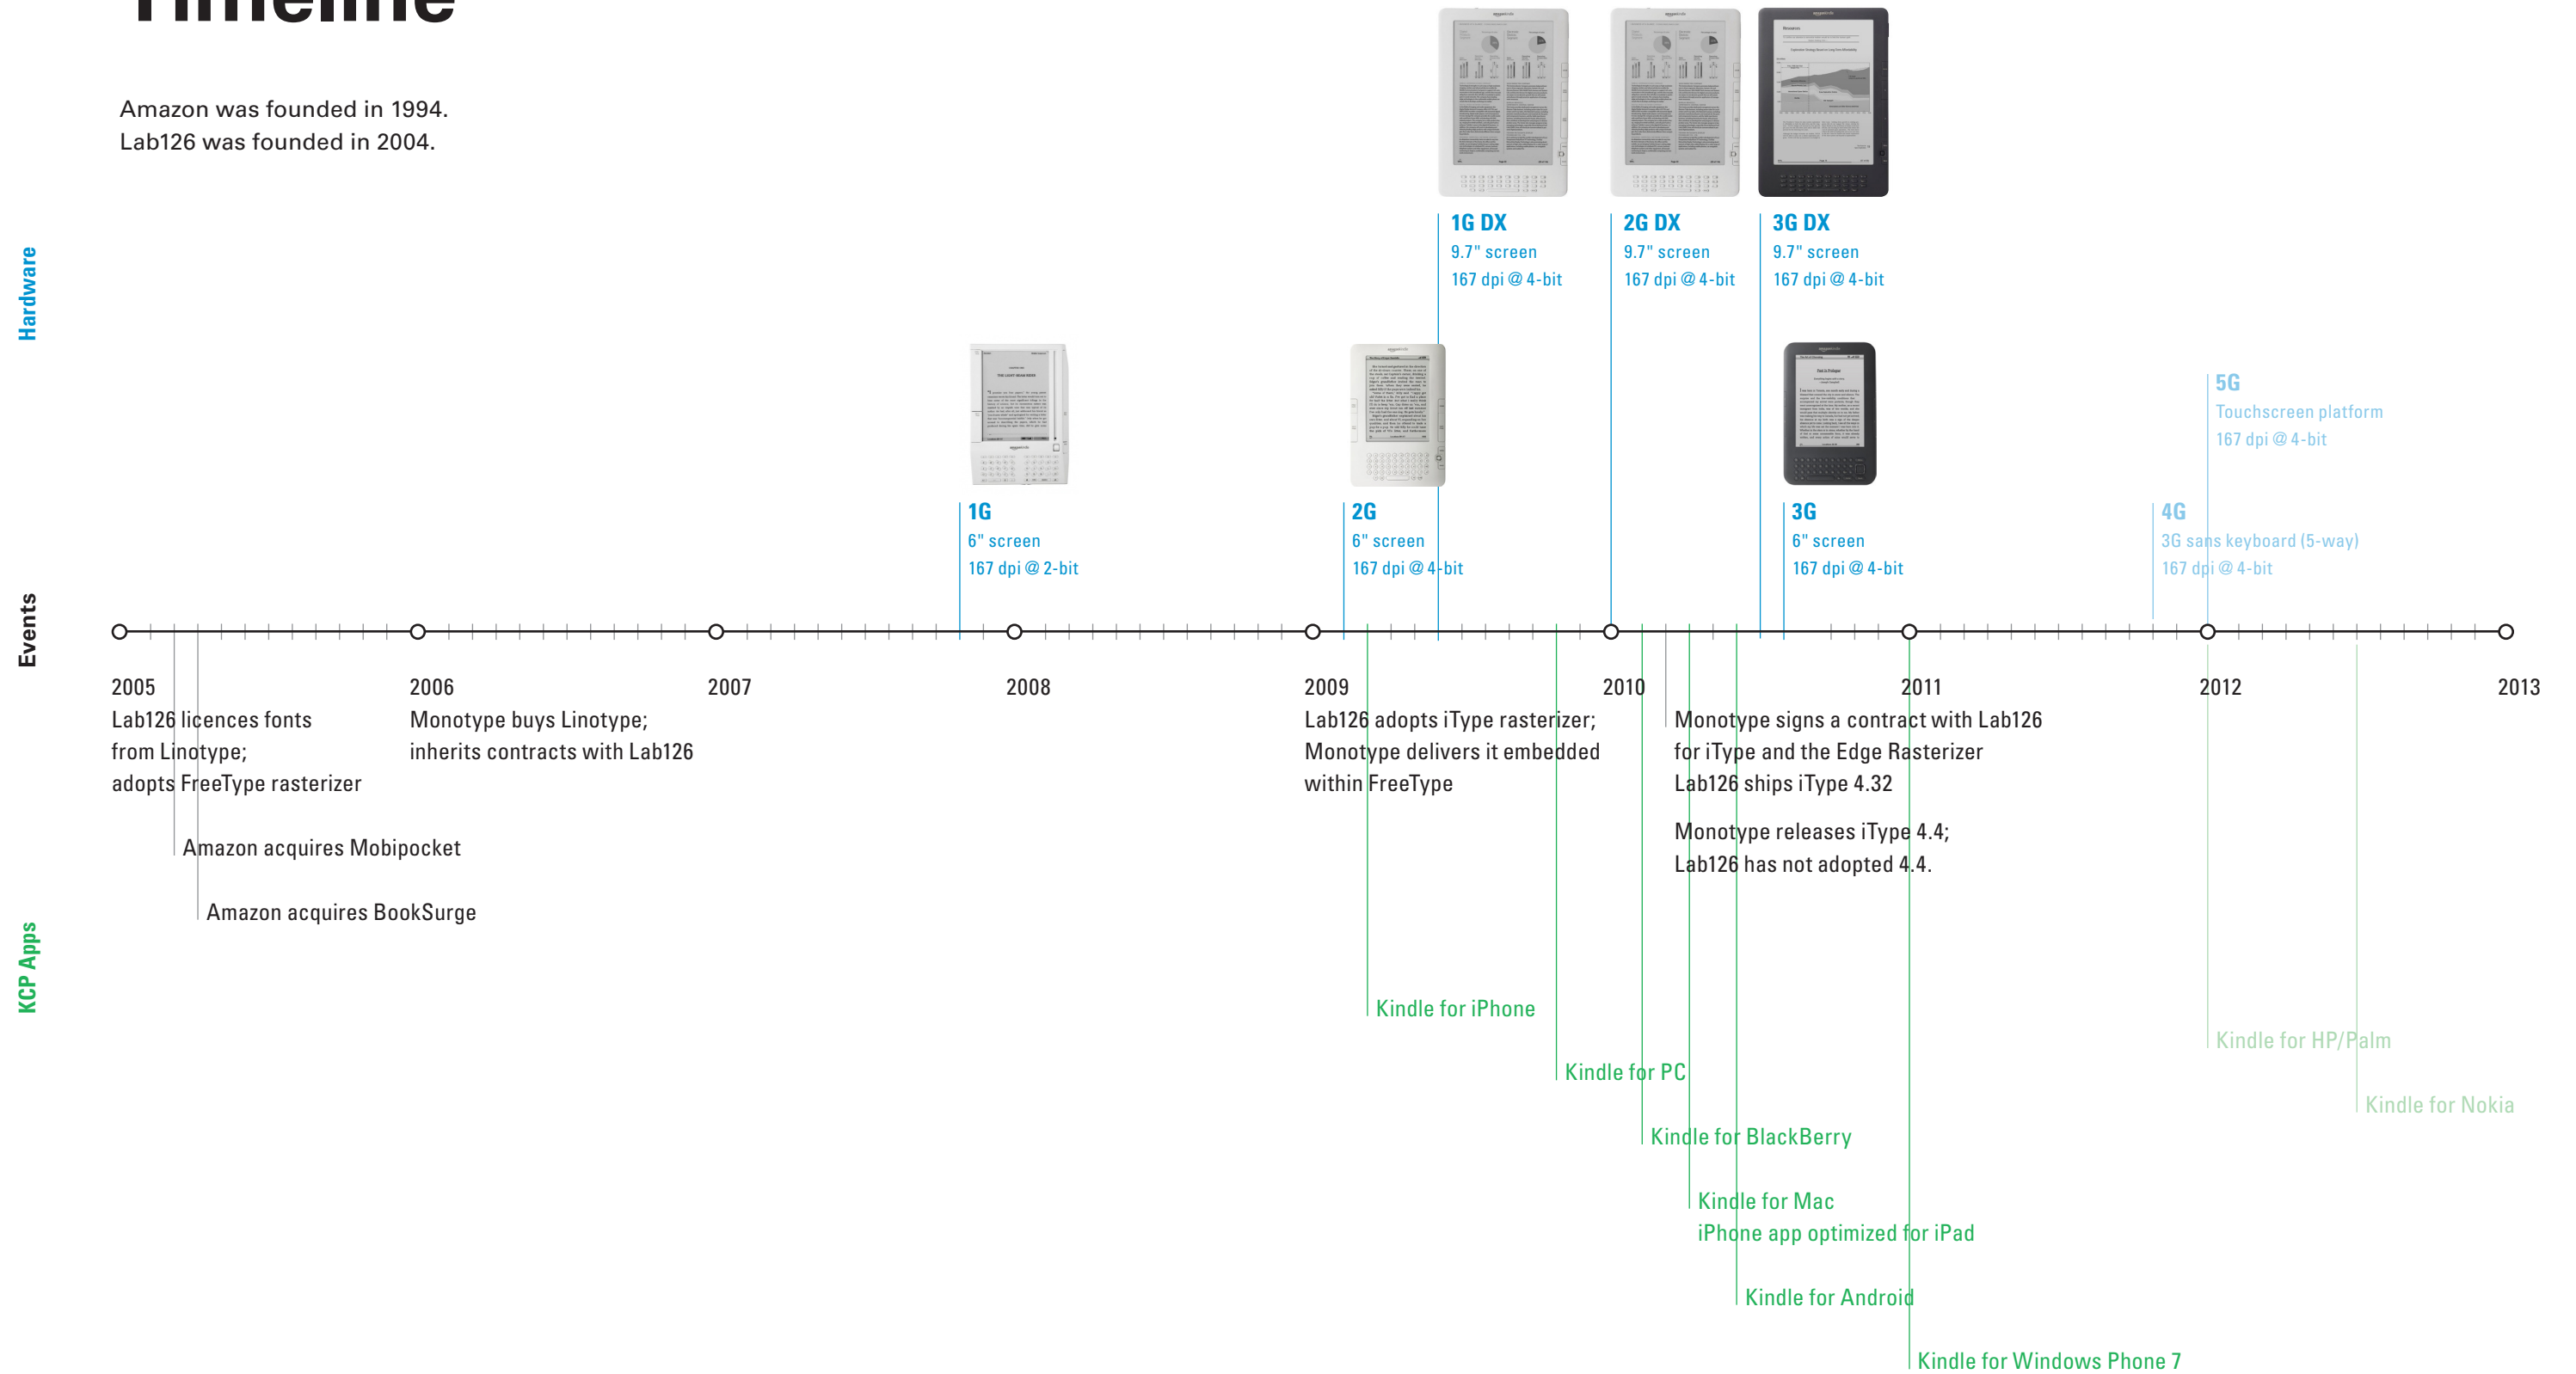 Timeline
Amazon was founded in 1994.
Lab126 was founded in 2004.
Hardware
1G DX
9.7" screen
167 dpi @ 4-bit
2G DX
9.7" screen
167 dpi @ 4-bit
3G DX
9.7" screen
167 dpi @ 4-bit
1G
6" screen
167 dpi @ 2-bit
2G
6" screen
167 dpi @ 4-bit
3G
6" screen
167 dpi @ 4-bit
4G
3G sans keyboard (5-way)
167 dpi @ 4-bit
5G
Touchscreen platform
167 dpi @ 4-bit
Events
2005
Lab126 licences fonts
from Linotype;
adopts FreeType rasterizer
Amazon acquires Mobipocket
Amazon acquires BookSurge
2006
Monotype buys Linotype;
inherits contracts with Lab126
2007
2008
2009
Lab126 adopts iType rasterizer;
Monotype delivers it embedded
within FreeType
2010
Monotype signs a contract with Lab126
for iType and the Edge Rasterizer
Lab126 ships iType 4.32
Monotype releases iType 4.4;
Lab126 has not adopted 4.4.
2011
2012
2013
KCP Apps
Kindle for iPhone
Kindle for PC
Kindle for BlackBerry
Kindle for Mac
iPhone app optimized for iPad
Kindle for Android
Kindle for Windows Phone 7
Kindle for HP/Palm
Kindle for Nokia